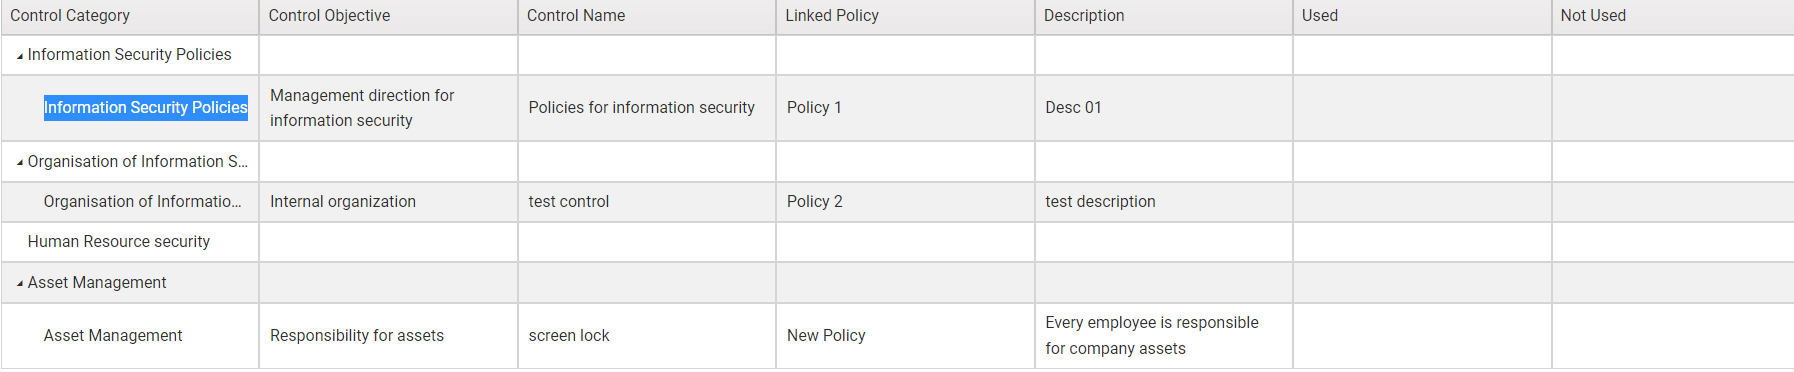 Control Category Control Objective Control Name Linked Policy Description Used Not Used
Information Security Policies
Information Security Policies Management direction for information security Policies for information security Policy 1 Desc 01
Organisation of Information S...
Organisation of Informatio... Internal organization test control Policy 2 test description
Human Resource security
Asset Management
Asset Management Responsibility for assets screen lock New Policy Every employee is responsible for company assets